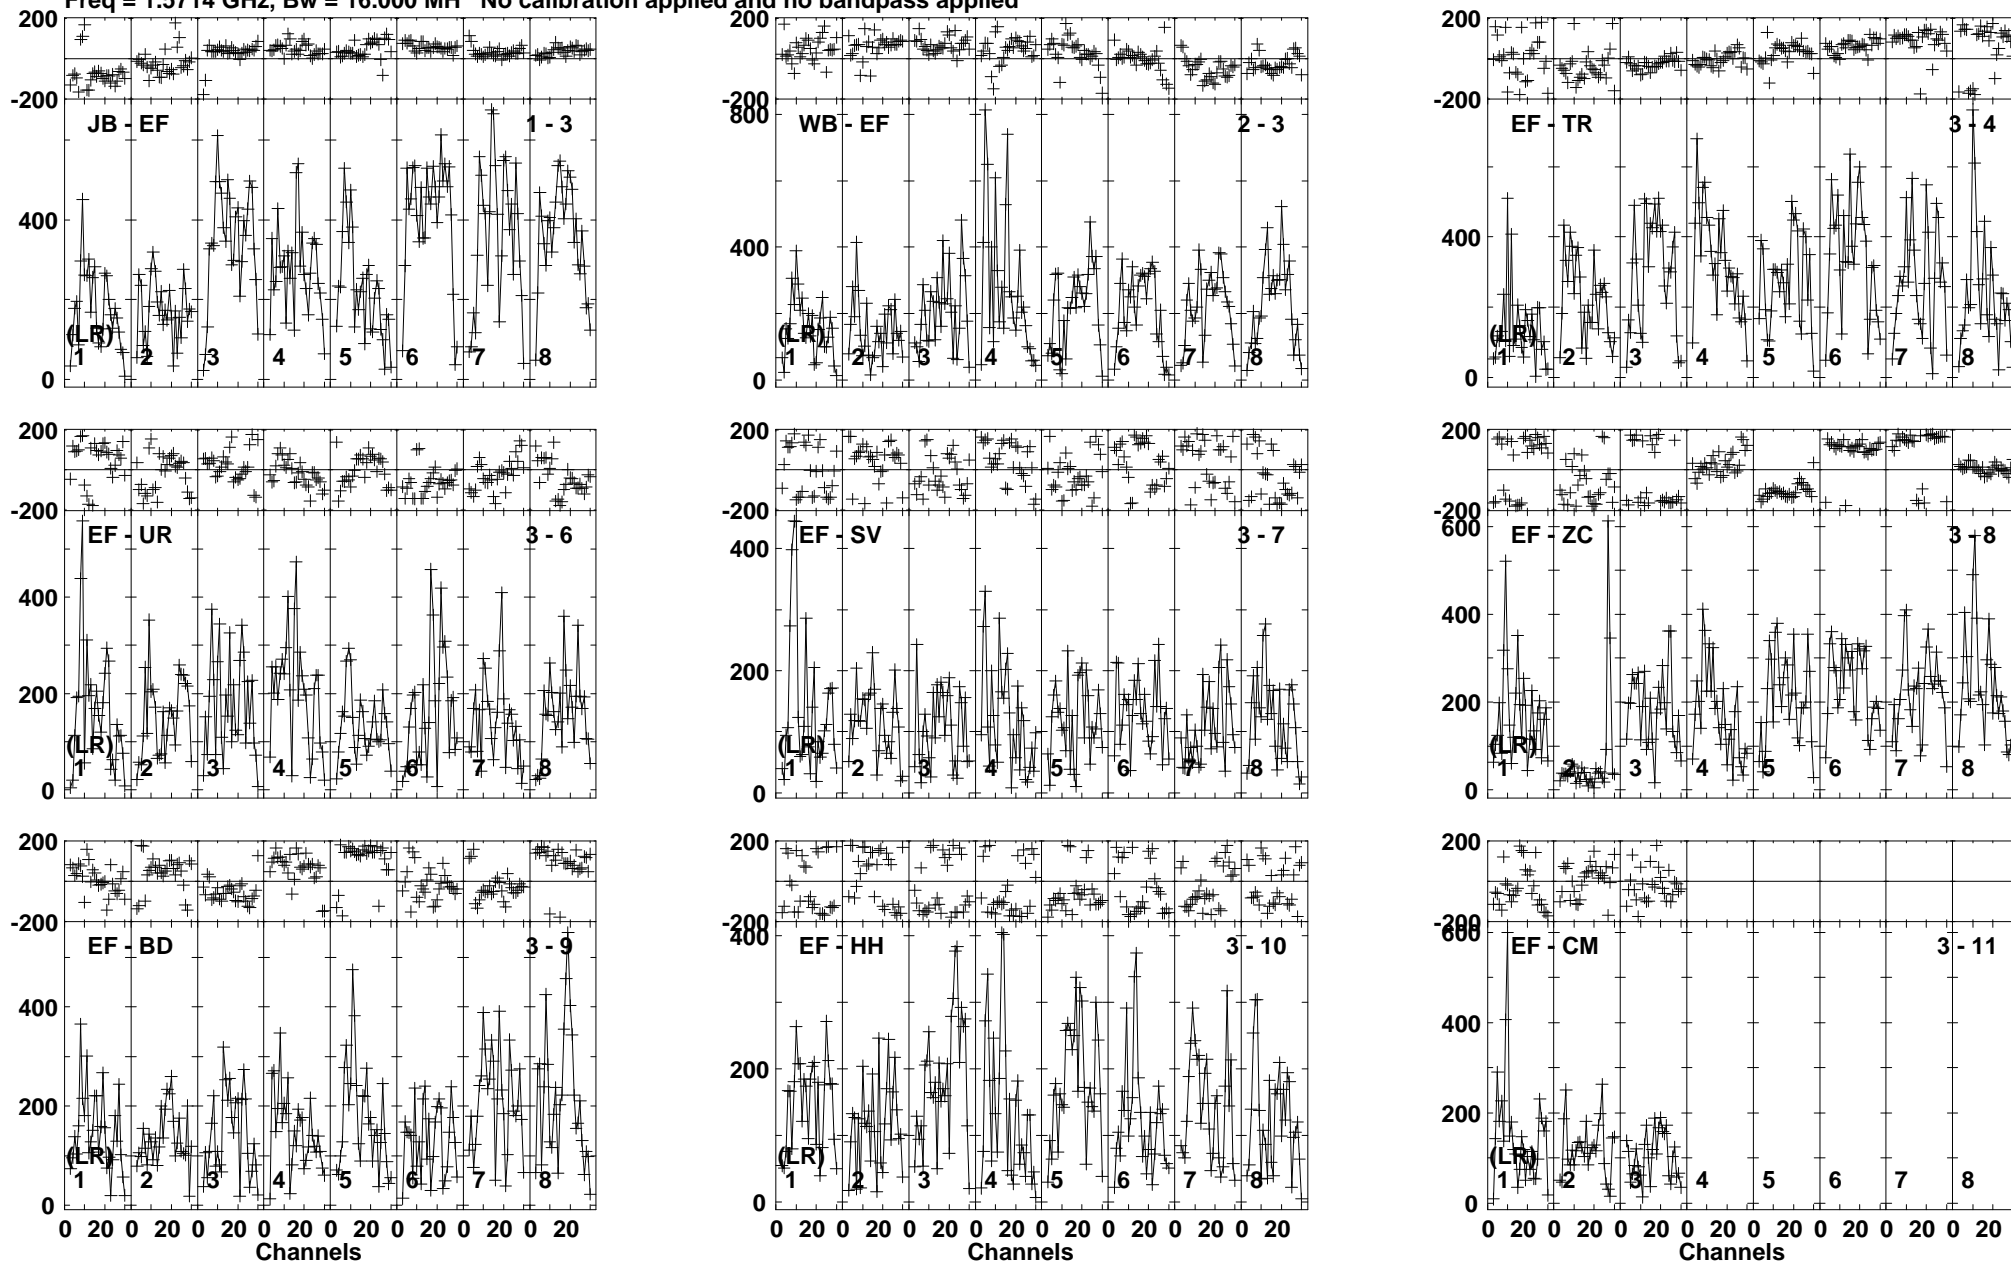 Freq = 1.5714 GHz, Bw = 16.000 MH   No calibration applied and no bandpass applied
200
-200
JB - EF 1 - 3
400
0
(LR)
1 2 3 4 5 6 7 8
200
-200
800
WB - EF 2 - 3
400
0
(LR)
1 2 3 4 5 6 7 8
200
-200
EF - TR 3 - 4
400
0
(LR)
1 2 3 4 5 6 7 8
200
-200
EF - UR 3 - 6
400
200
0
(LR)
1 2 3 4 5 6 7 8
200
-200
EF - SV 3 - 7
400
200
0
(LR)
1 2 3 4 5 6 7 8
200
-200
600
EF - ZC 3 - 8
400
200
0
(LR)
1 2 3 4 5 6 7 8
200
-200
EF - BD 3 - 9
400
200
0
(LR)
1 2 3 4 5 6 7 8
0 20 0 20 0 20 0 20 0 20 0 20 0 20 0 20
Channels
200
-200
400
EF - HH 3 - 10
200
0
(LR)
1 2 3 4 5 6 7 8
0 20 0 20 0 20 0 20 0 20 0 20 0 20 0 20
Channels
200
-200
600
EF - CM 3 - 11
400
200
0
(LR)
1 2 3 4 5 6 7 8
0 20 0 20 0 20 0 20 0 20 0 20 0 20 0 20
Channels